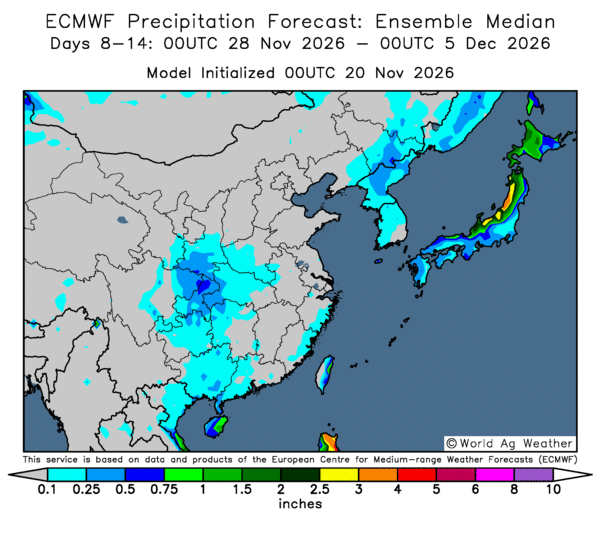 ECMWF Precipitation Forecast: Ensemble Median
Days 8-14: 00UTC 28 Nov 2026 - 00UTC 5 Dec 2026
Model Initialized 00UTC 20 Nov 2026
© World Ag Weather
This service is based on data and products of the European Centre for Medium-range Weather Forecasts (ECMWF)
0.1 0.25 0.5 0.75 1 1.5 2 2.5 3 4 5 6 8 10
inches